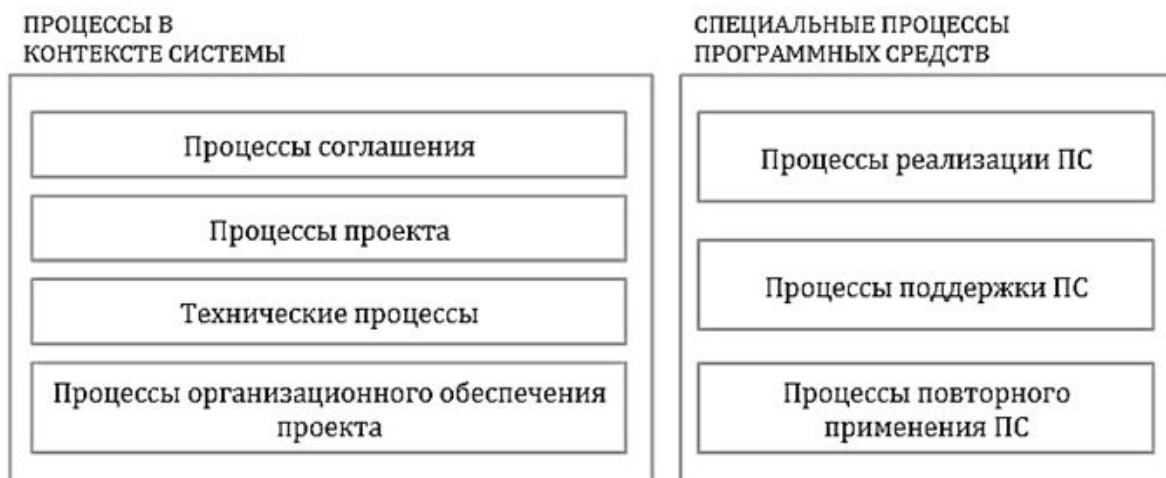 ПРОЦЕССЫ В
КОНТЕКСТЕ СИСТЕМЫ
Процессы соглашения
Процессы проекта
Технические процессы
Процессы организационного обеспечения
проекта
СПЕЦИАЛЬНЫЕ ПРОЦЕССЫ
ПРОГРАММНЫХ СРЕДСТВ
Процессы реализации ПС
Процессы поддержки ПС
Процессы повторного
применения ПС